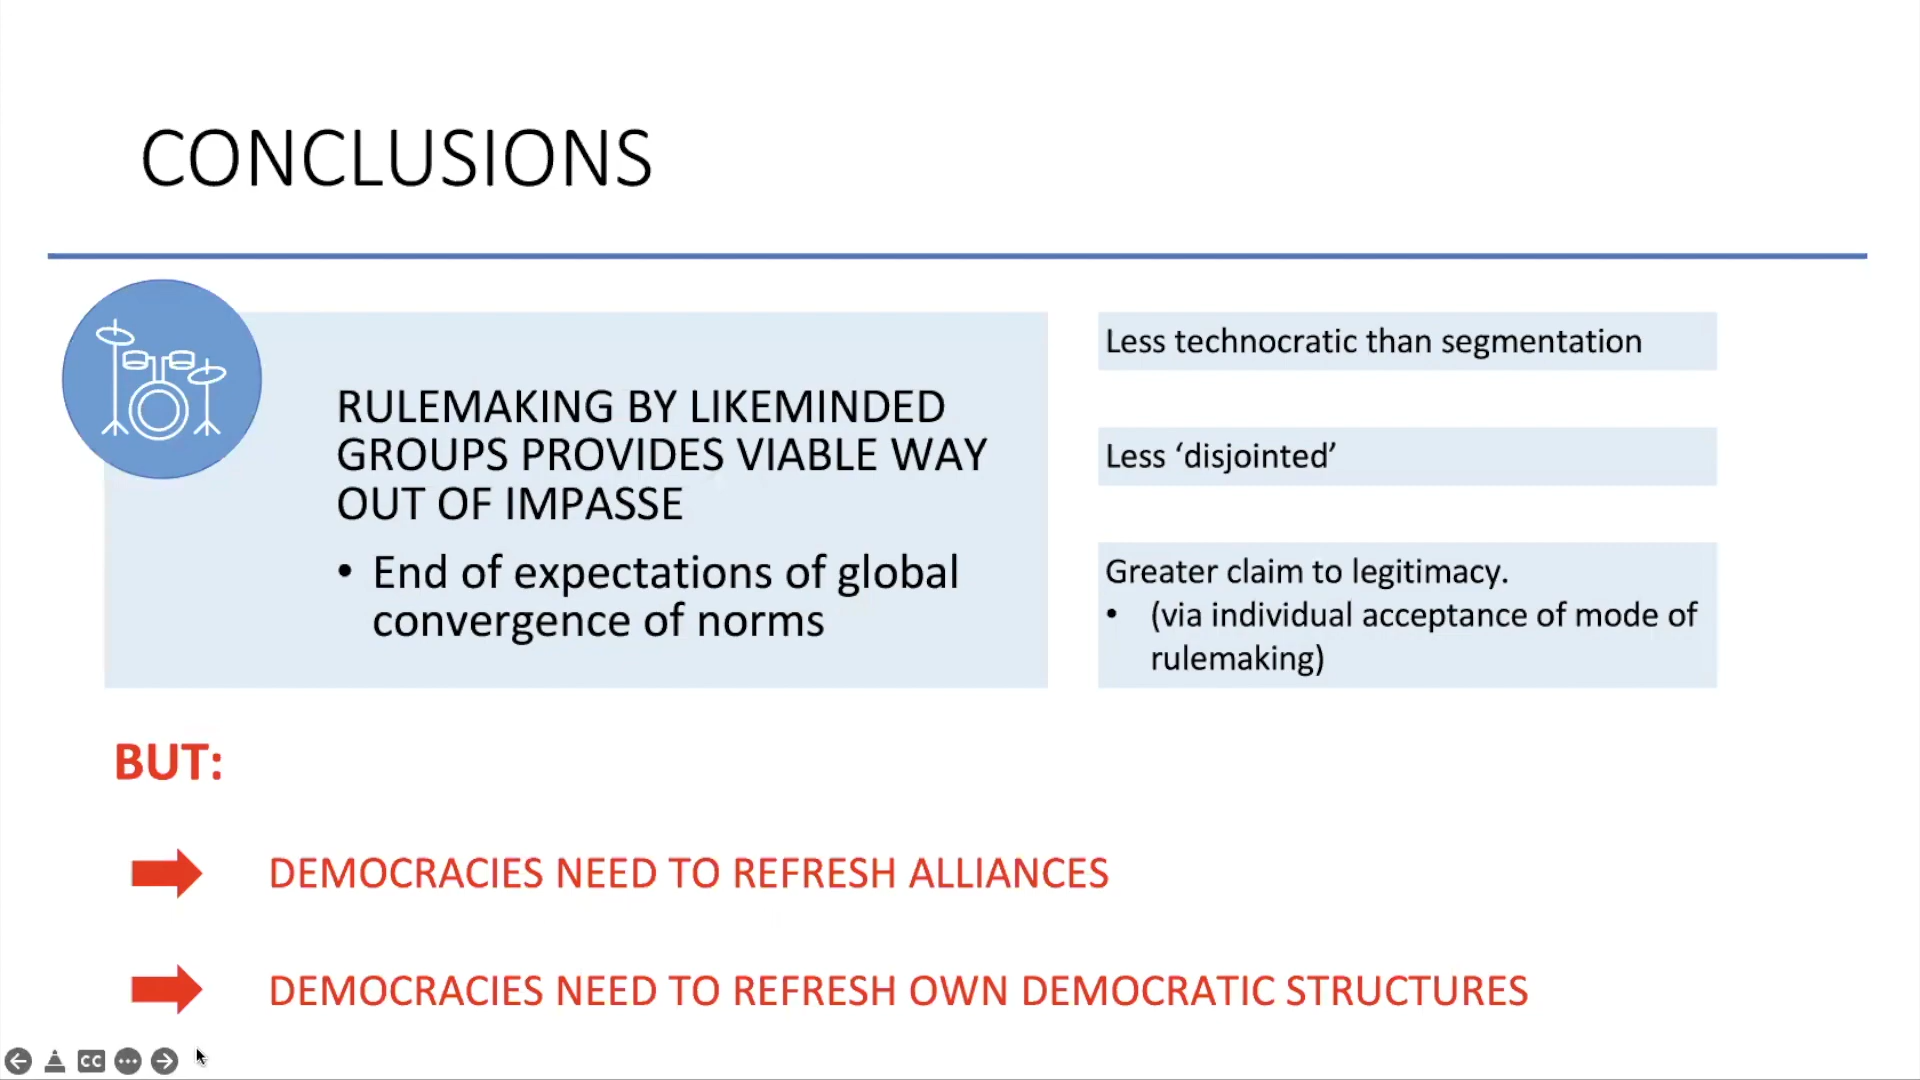 CONCLUSIONS
RULEMAKING BY LIKEMINDED
GROUPS PROVIDES VIABLE WAY
OUT OF IMPASSE
• End of expectations of global
convergence of norms
Less technocratic than segmentation
Less ‘disjointed’
Greater claim to legitimacy.
• (via individual acceptance of mode of
rulemaking)
BUT:
DEMOCRACIES NEED TO REFRESH ALLIANCES
DEMOCRACIES NEED TO REFRESH OWN DEMOCRATIC STRUCTURES
CC